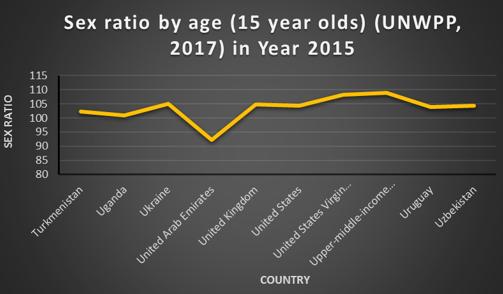 Sex ratio by age (15 year olds) (UNWPP,
2017) in Year 2015
SEX RATIO
115
110
105
100
95
90
85
80
Turkmenistan
Uganda
Ukraine
United Arab Emirates
United Kingdom
United States
United States Virgin...
Upper-middle-income...
Uruguay
Uzbekistan
COUNTRY